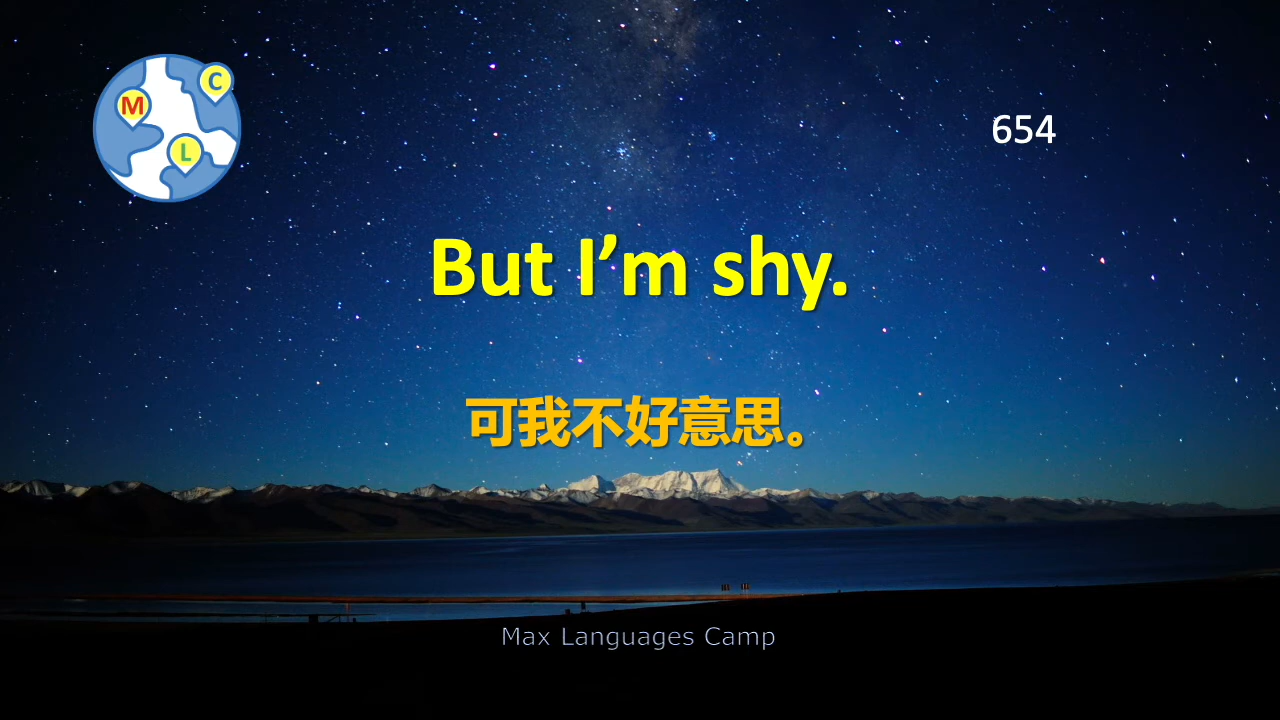 M
C
L
654
But I’m shy.
可我不好意思。
Max Languages Camp